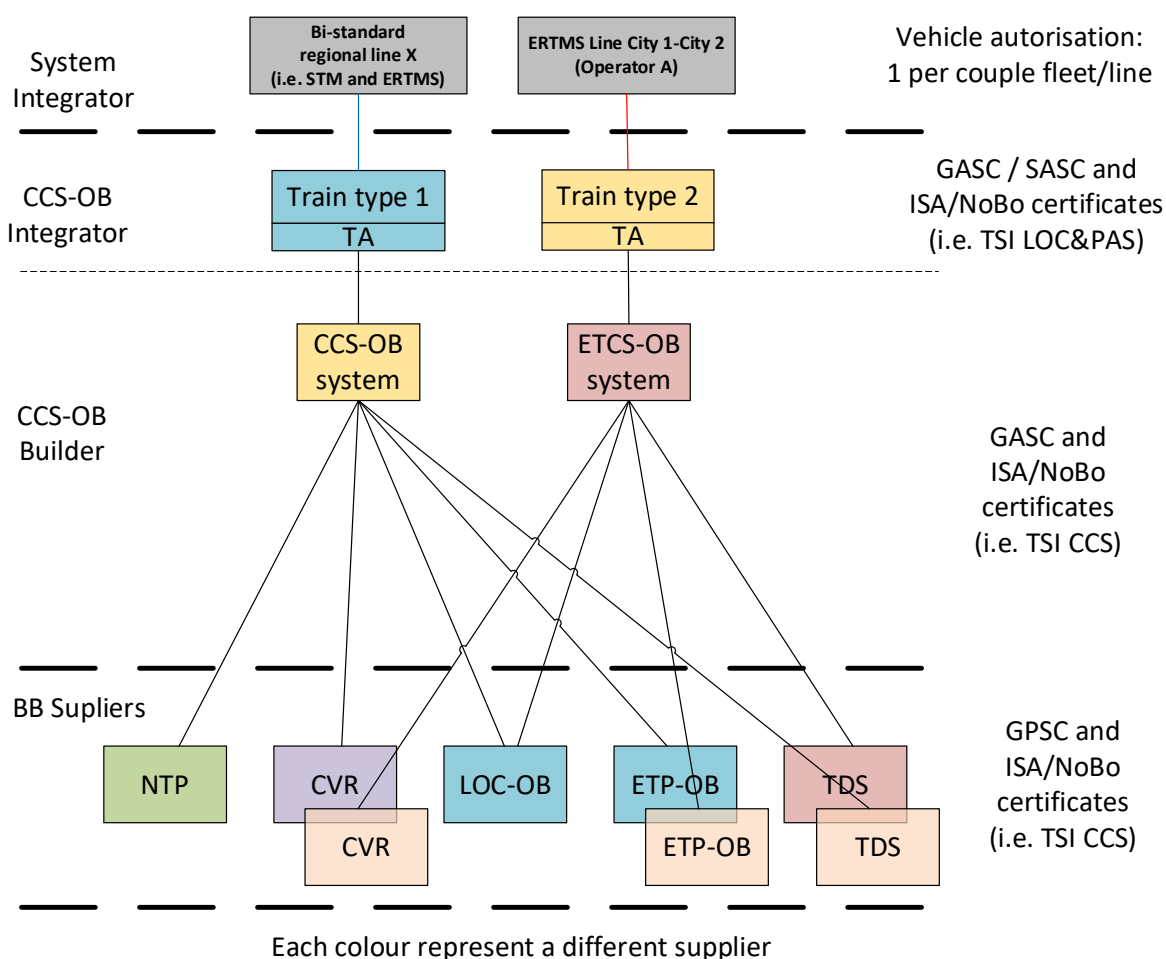 System
Integrator
Bi-standard
regional line X
(i.e. STM and ERTMS)
ERTMS Line City 1-City 2
(Operator A)
Vehicle autorisation:
1 per couple fleet/line
CCS-OB
Integrator
Train type 1
TA
Train type 2
TA
GASC / SASC and
ISA/NoBo certificates
(i.e. TSI LOC&PAS)
CCS-OB
system
ETCS-OB
system
CCS-OB
Builder
GASC and
ISA/NoBo
certificates
(i.e. TSI CCS)
BB Supliers
NTP
CVR
LOC-OB
ETP-OB
TDS
CVR
ETP-OB
TDS
GPSC and
ISA/NoBo
certificates
(i.e. TSI CCS)
Each colour represent a different supplier